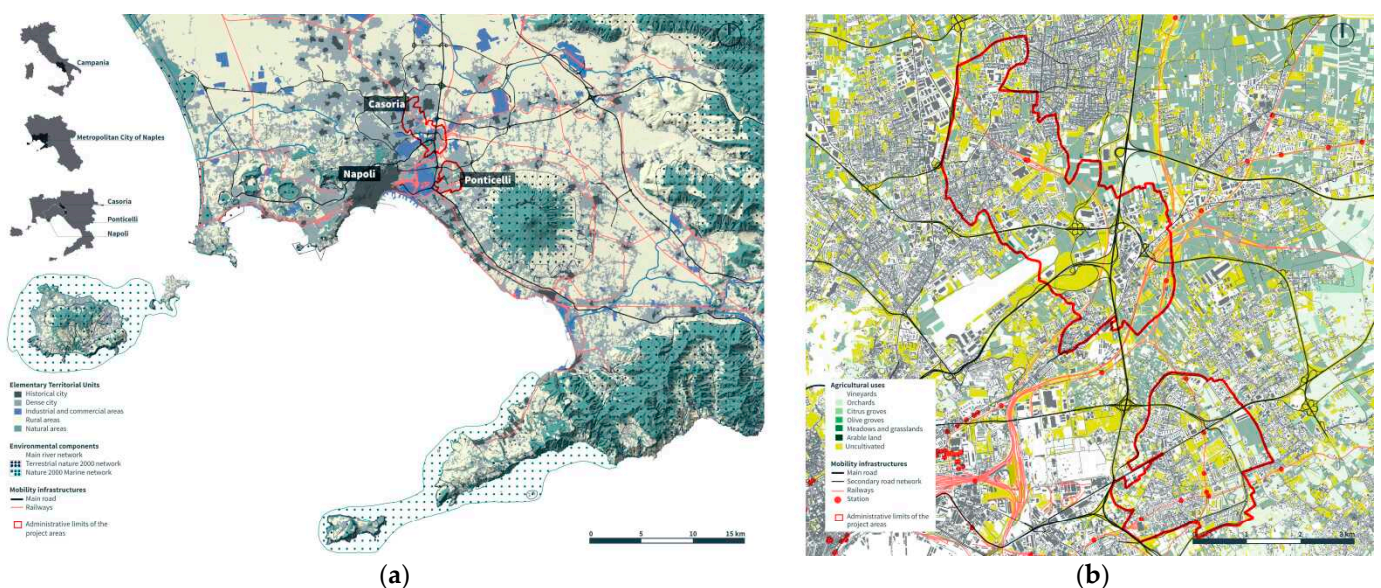 Campania
Metropolitan City of Naples
Casoria
Ponticelli
Napoli
Casoria
Napoli
Ponticelli
Elementary Territorial Units
Historical city
Dense city
Industrial and commercial areas
Rural areas
Natural areas
Environmental components
Main river network
Terrestrial nature 2000 network
Nature 2000 Marine network
Mobility infrastructures
Main road
Railways
Administrative limits of the
project areas
0 5 10 15 km
(a)
Agricultural uses
Vineyards
Orchards
Citrus groves
Olive groves
Meadows and grasslands
Arable land
Uncultivated
Mobility infrastructures
Main road
Secondary road network
Railways
Station
Administrative limits of the
project areas
1 2 3 km
(b)